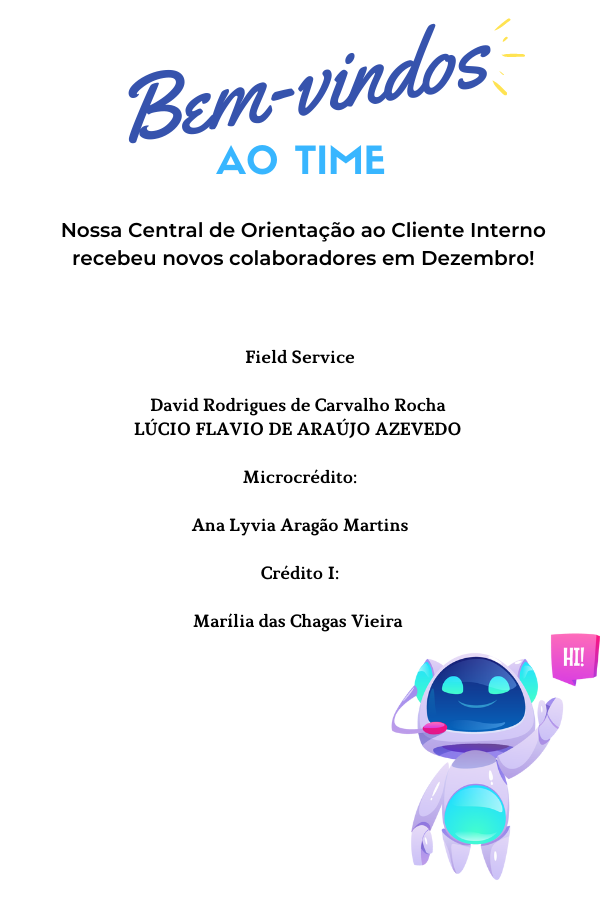 Bem-vindos
AO TIME
Nossa Central de Orientação ao Cliente Interno
recebeu novos colaboradores em Dezembro!
Field Service
David Rodrigues de Carvalho Rocha
LÚCIO FLAVIO DE ARAÚJO AZEVEDO
Microcrédito:
Ana Lyvia Aragão Martins
Crédito I:
Marília das Chagas Vieira
HI!